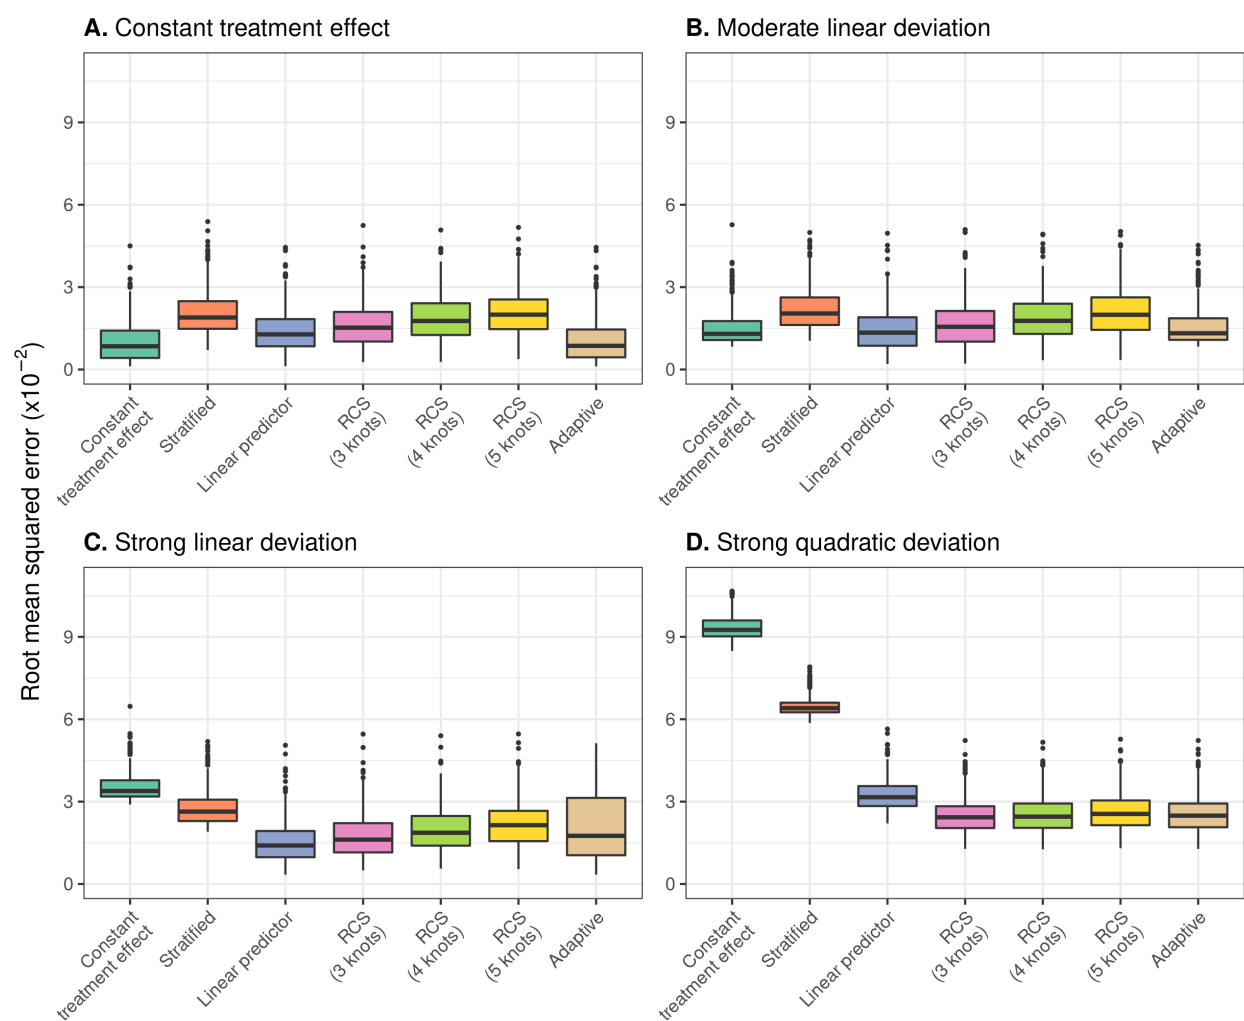 A. Constant treatment effect
B. Moderate linear deviation
Root mean squared error (x10⁻²)
9
6
3
0
Constant
treatment effect
Stratified
Linear predictor
RCS
(3 knots)
RCS
(4 knots)
RCS
(5 knots)
Adaptive
9
6
3
0
Constant
treatment effect
Stratified
Linear predictor
RCS
(3 knots)
RCS
(4 knots)
RCS
(5 knots)
Adaptive
C. Strong linear deviation
D. Strong quadratic deviation
9
6
3
0
Constant
treatment effect
Stratified
Linear predictor
RCS
(3 knots)
RCS
(4 knots)
RCS
(5 knots)
Adaptive
9
6
3
0
Constant
treatment effect
Stratified
Linear predictor
RCS
(3 knots)
RCS
(4 knots)
RCS
(5 knots)
Adaptive